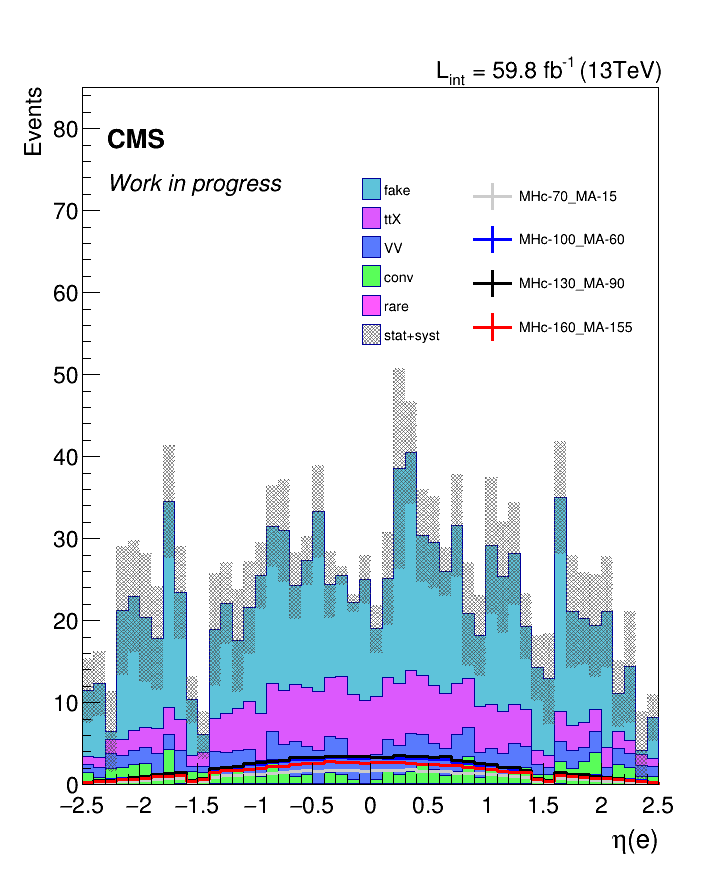 L_int = 59.8 fb^-1 (13TeV)
Events
CMS
Work in progress
fake
ttX
VV
conv
rare
stat+syst
MHc-70_MA-15
MHc-100_MA-60
MHc-130_MA-90
MHc-160_MA-155
80
70
60
50
40
30
20
10
0
−2.5 −2 −1.5 −1 −0.5 0 0.5 1 1.5 2 2.5
η(e)